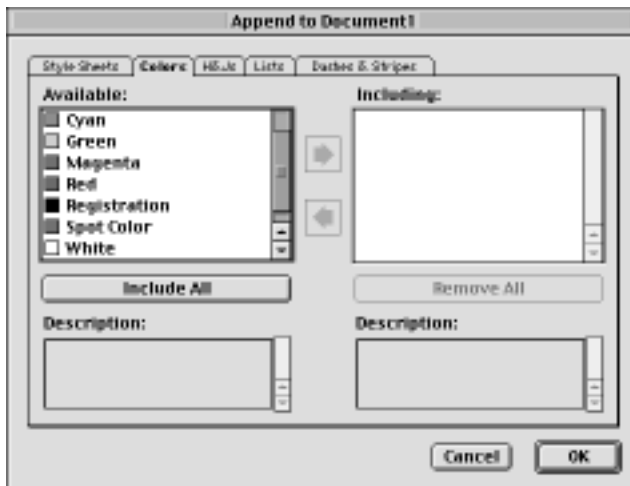 Append to Document1
Style Sheets Colors H&Js Lists Dashes & Stripes
Available: Including:
Cyan
Green
Magenta
Red
Registration
Spot Color
White
Include All Remove All
Description: Description:
Cancel OK